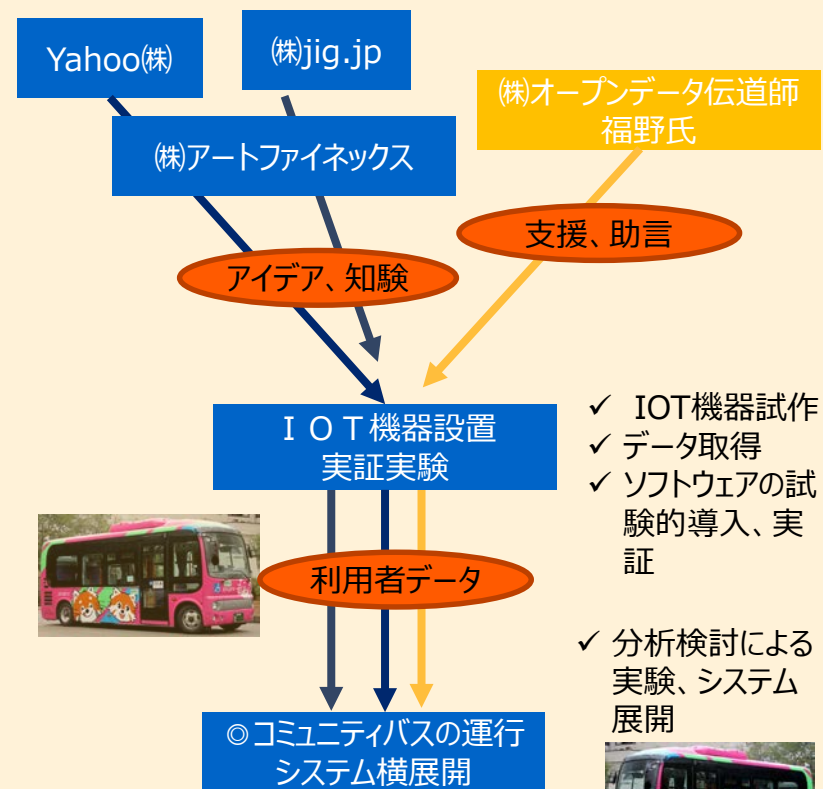 Yahoo㈱
㈱jig.jp
㈱オープンデータ伝道師
福野氏
㈱アートファイネックス
支援、助言
アイデア、知験
ＩＯＴ機器設置
実証実験
✓ IOT機器試作
✓ データ取得
✓ ソフトウェアの試
験的導入、実
証
利用者データ
✓ 分析検討による
実験、システム
展開
◎コミュニティバスの運行
システム横展開